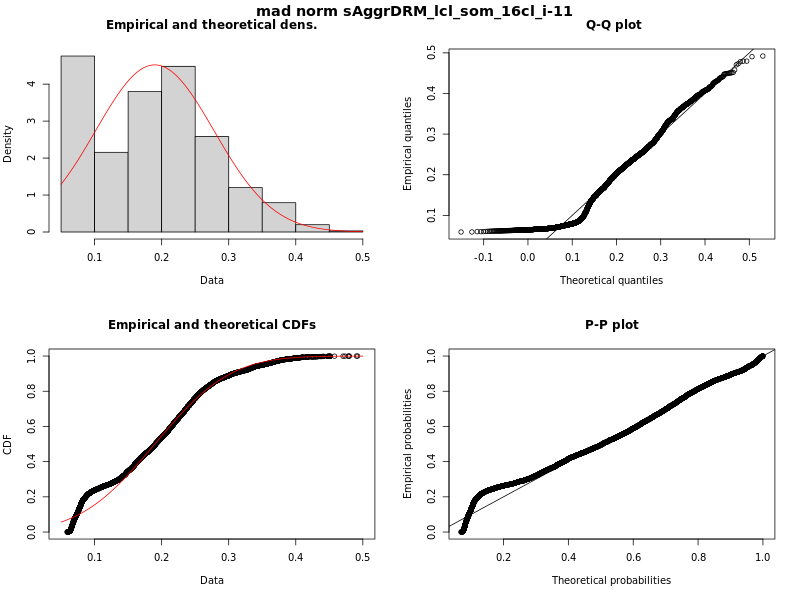 mad norm sAggrDRM_lcl_som_16cl_i-11
Empirical and theoretical dens.
Density
0 1 2 3 4
0.1 0.2 0.3 0.4 0.5
Data
Q-Q plot
Empirical quantiles
0.1 0.2 0.3 0.4 0.5
-0.1 0.0 0.1 0.2 0.3 0.4 0.5
Theoretical quantiles
Empirical and theoretical CDFs
CDF
0.0 0.2 0.4 0.6 0.8 1.0
0.1 0.2 0.3 0.4 0.5
Data
P-P plot
Empirical probabilities
0.0 0.2 0.4 0.6 0.8 1.0
0.2 0.4 0.6 0.8 1.0
Theoretical probabilities